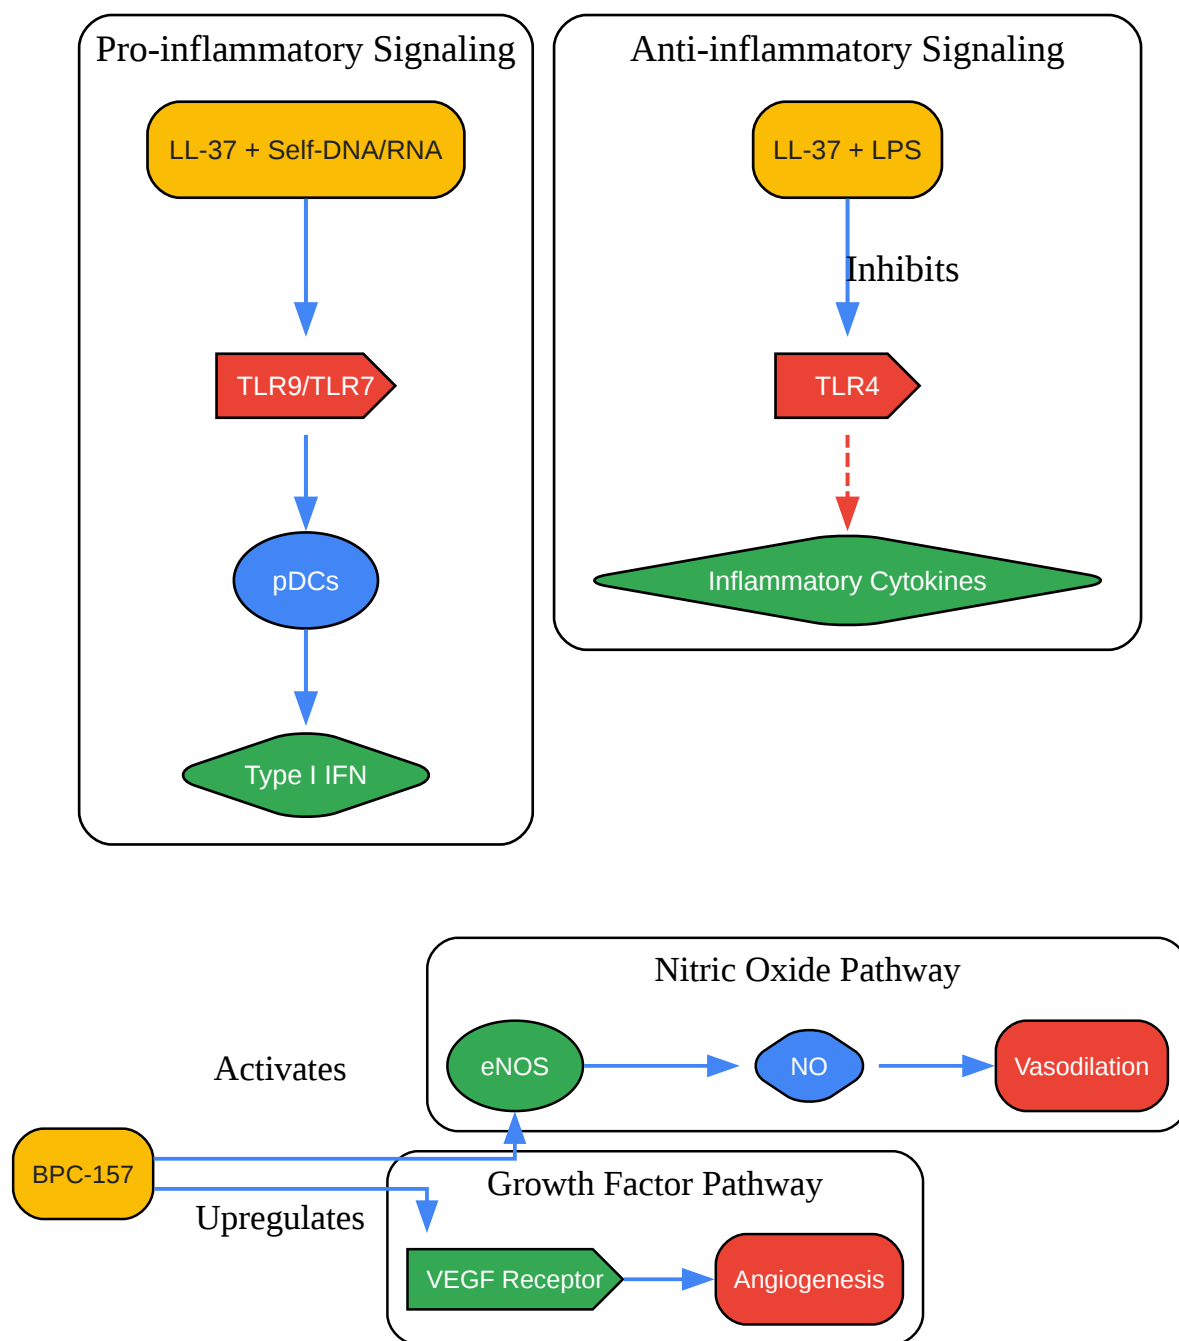 Pro-inflammatory Signaling
LL-37 + Self-DNA/RNA
TLR9/TLR7
pDCs
Type I IFN
Anti-inflammatory Signaling
LL-37 + LPS
Inhibits
TLR4
Inflammatory Cytokines
Nitric Oxide Pathway
Activates
eNOS
NO
Vasodilation
BPC-157
Upregulates
Growth Factor Pathway
VEGF Receptor
Angiogenesis